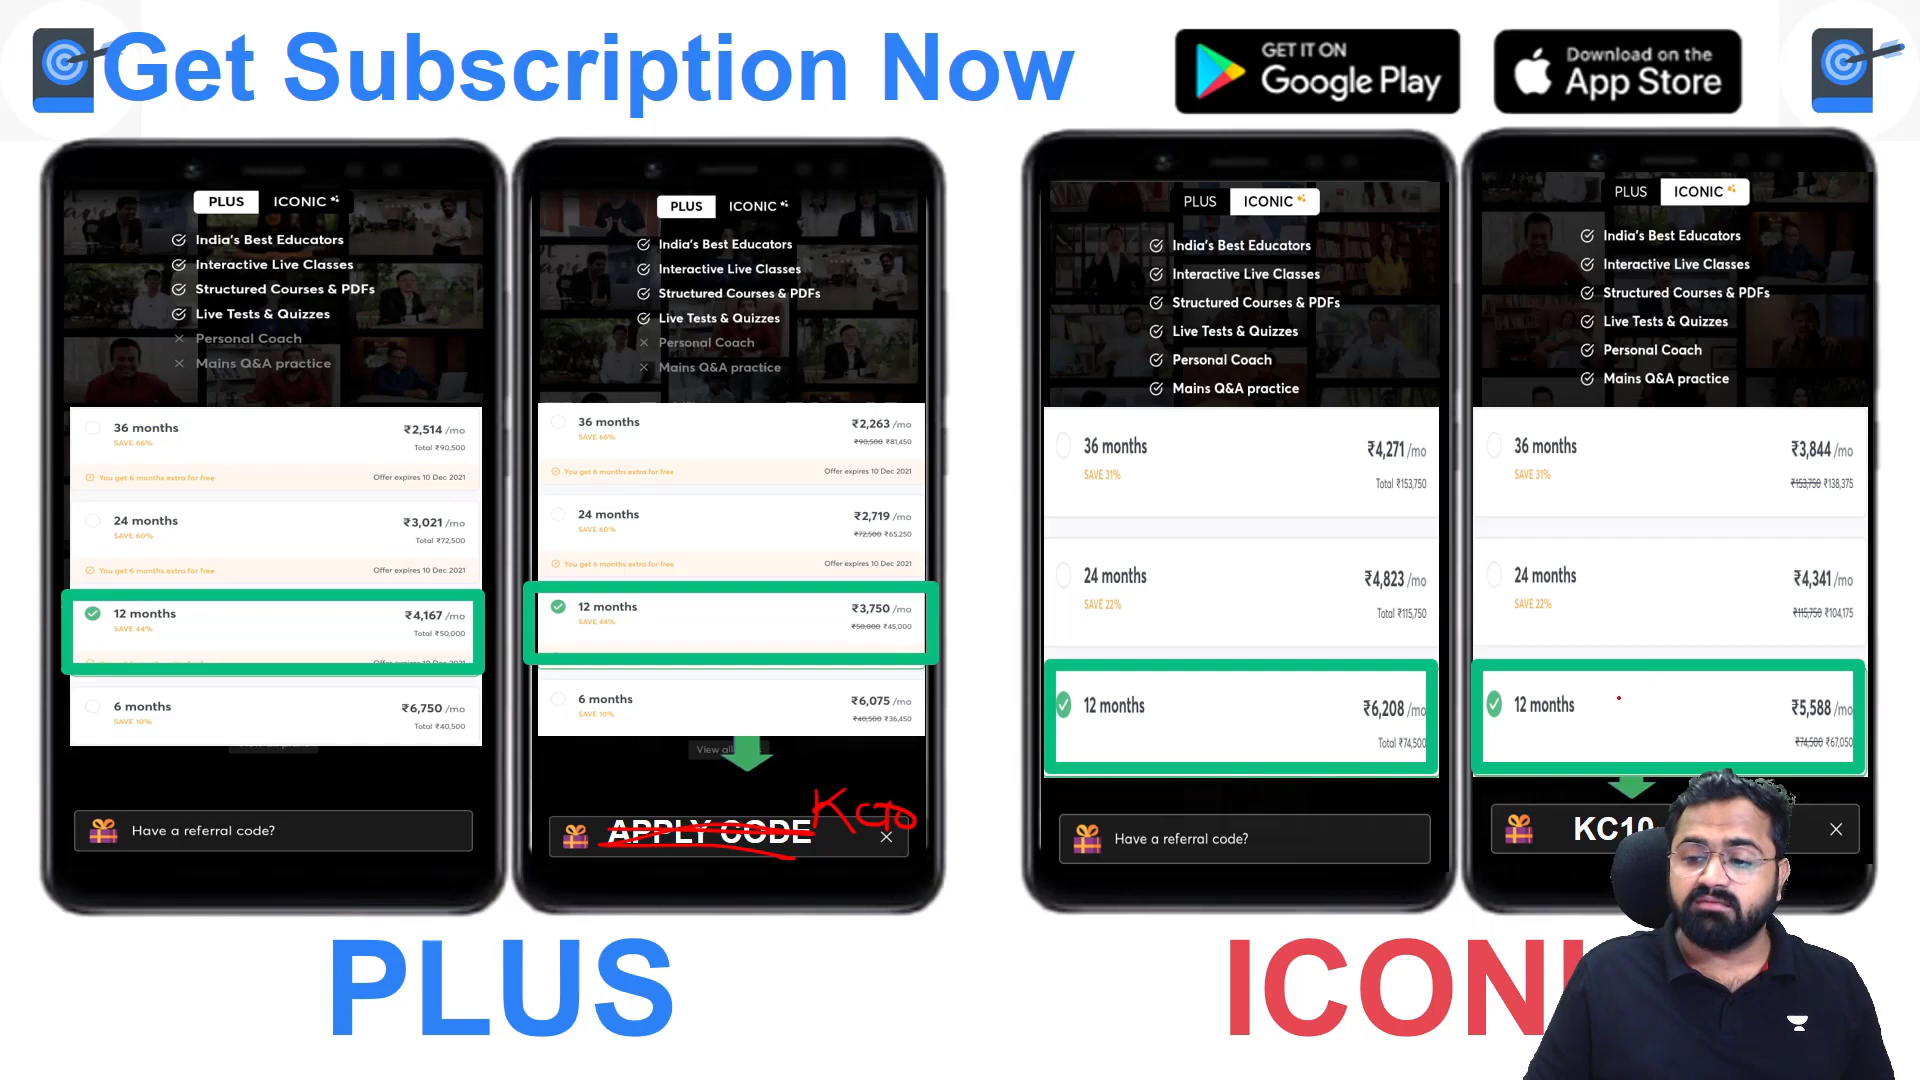 Get Subscription Now
GET IT ON
Google Play
Download on the
App Store
PLUS ICONIC
India's Best Educators
Interactive Live Classes
Structured Courses & PDFs
Live Tests & Quizzes
Personal Coach
Mains Q&A practice
36 months ₹2,514 /mo
SAVE 66% Total ₹90,500
You get 6 months extra for free Offer expires 10 Dec 2021
24 months ₹3,021 /mo
SAVE 60% Total ₹72,500
You get 6 months extra for free Offer expires 10 Dec 2021
12 months ₹4,167 /mo
SAVE 44% Total ₹50,000
6 months ₹6,750 /mo
SAVE 10% Total ₹40,500
Have a referral code?
PLUS ICONIC
India's Best Educators
Interactive Live Classes
Structured Courses & PDFs
Live Tests & Quizzes
Personal Coach
Mains Q&A practice
36 months ₹2,263 /mo
SAVE 66% ₹90,500 ₹81,450
You get 6 months extra for free Offer expires 10 Dec 2021
24 months ₹2,719 /mo
SAVE 60% ₹72,500 ₹65,250
You get 6 months extra for free Offer expires 10 Dec 2021
12 months ₹3,750 /mo
SAVE 44% ₹50,000 ₹45,000
6 months ₹6,075 /mo
SAVE 10% ₹40,500 ₹36,450
View all
APPLY CODE
PLUS
PLUS ICONIC
India's Best Educators
Interactive Live Classes
Structured Courses & PDFs
Live Tests & Quizzes
Personal Coach
Mains Q&A practice
36 months ₹4,271 /mo
SAVE 31% Total ₹153,750
24 months ₹4,823 /mo
SAVE 22% Total ₹115,750
12 months ₹6,208 /mo
Total ₹74,500
Have a referral code?
PLUS ICONIC
India's Best Educators
Interactive Live Classes
Structured Courses & PDFs
Live Tests & Quizzes
Personal Coach
Mains Q&A practice
36 months ₹3,844 /mo
SAVE 31% ₹153,750 ₹138,375
24 months ₹4,341 /mo
SAVE 22% ₹115,750 ₹104,175
12 months ₹5,588 /mo
₹74,500 ₹67,050
KC10
ICONI